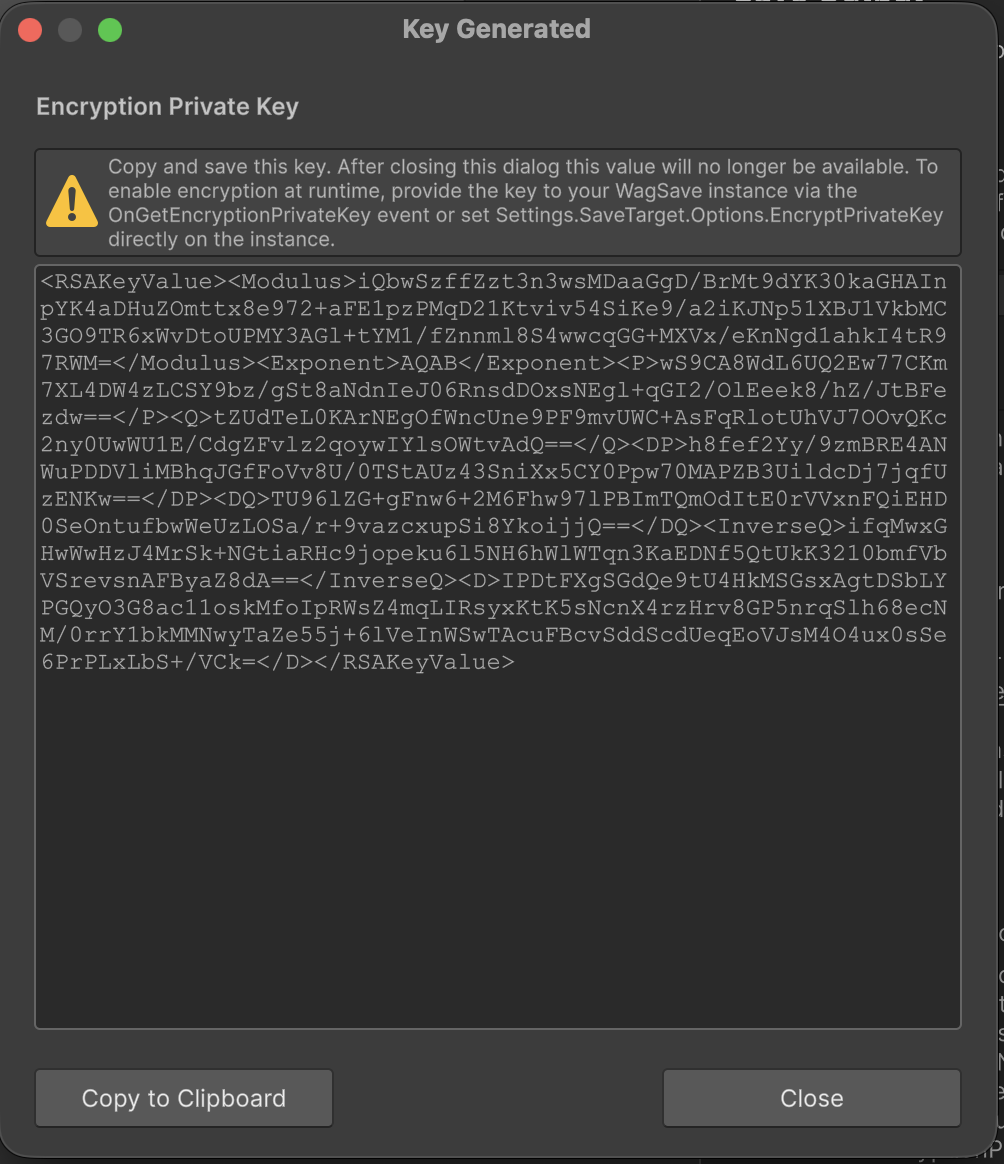 Key Generated
Encryption Private Key
Copy and save this key. After closing this dialog this value will no longer be available. To
enable encryption at runtime, provide the key to your WagSave instance via the
OnGetEncryptionPrivateKey event or set Settings.SaveTarget.Options.EncryptPrivateKey
directly on the instance.
<RSAKeyValue><Modulus>iQbwSzffZzt3n3wsMDaaGgD/BrMt9dYK30kaGHAIn
pYK4aDHuZOmttx8e972+aFE1pzPMqD21Ktviv54SiKe9/a2iKJNp51XBJ1VkbMC
3GO9TR6xWvDtoUPMY3AGl+tYM1/fZnnml8S4wwcqGG+MXVx/eKnNgdlahkI4tR9
7RWM=</Modulus><Exponent>AQAB</Exponent><P>wS9CA8WdL6UQ2Ew77CKm
7XL4DW4zLCSY9bz/gSt8aNdnIeJ06RnsdDOxsNEgl+qGI2/OlEeek8/hZ/JtBFe
zdw==</P><Q>tZUdTeL0KArNEgOfWncUne9PF9mvUWC+AsFqRlotUhVJ7OOvQKc
2ny0UwWU1E/CdgZFvlz2qoywIYlsOWtvAdQ==</Q><DP>h8fef2Yy/9zmBRE4AN
WuPDDVliMBhqJGfFoVv8U/0TStAUz43SniXx5CY0Ppw70MAPZB3UildcDj7jqfU
zENKw==</DP><DQ>TU96lZG+gFnw6+2M6Fhw97lPBImTQmOdItE0rVVxnFQiEHD
0SeOntufbwWeUzLOSa/r+9vazcxupSi8YkoijjQ==</DQ><InverseQ>ifqMwxG
HwWwHzJ4MrSk+NGtiaRHc9jopeku6l5NH6hWlWTqn3KaEDNf5QtUkK3210bmfVb
VSrevsnAFByaZ8dA==</InverseQ><D>IPDtFXgSGdQe9tU4HkMSGsxAgtDSbLY
PGQyO3G8ac11oskMfoIpRWsZ4mqLIRsyxKtK5sNcnX4rzHrv8GP5nrqSlh68ecN
M/0rrY1bkMMNwyTaZe55j+6lVeInWSwTAcuFBcvSddScdUeqEoVJsM4O4ux0sSe
6PrPLxLbS+/VCk=</D></RSAKeyValue>
Copy to Clipboard
Close